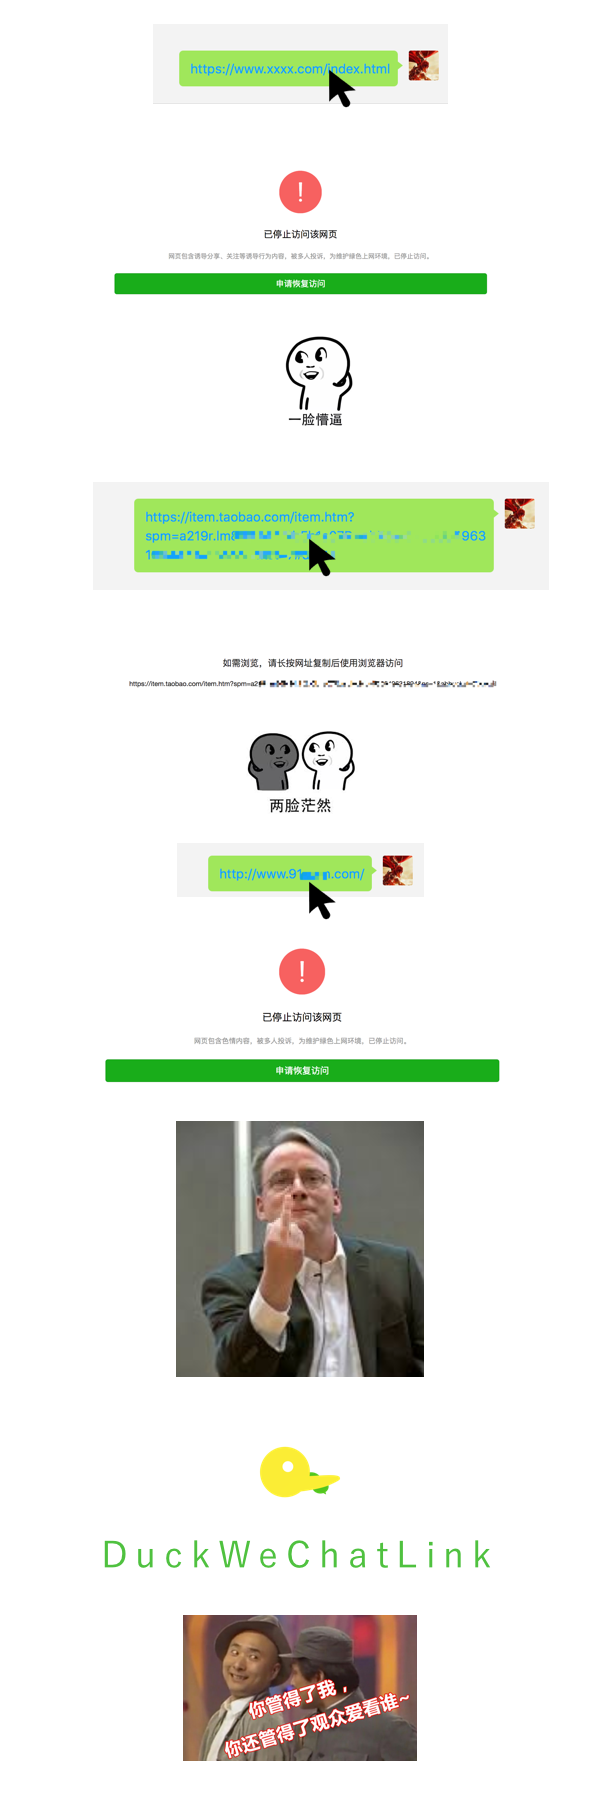 https://www.xxxx.com/index.html
!
已停止访问该网页
网页包含诱导分享、关注等诱导行为内容，被多人投诉，为维护绿色上网环境，已停止访问。
申请恢复访问
一脸懵逼
https://item.taobao.com/item.htm?
spm=a219r.lm
963
1
如需浏览，请长按网址复制后使用浏览器访问
https://item.taobao.com/item.htm?spm=a2
两脸茫然
http://www.91
.com/
!
已停止访问该网页
网页包含色情内容，被多人投诉，为维护绿色上网环境，已停止访问。
申请恢复访问
DuckWeChatLink
你管得了我，
你还管得了观众爱看谁~